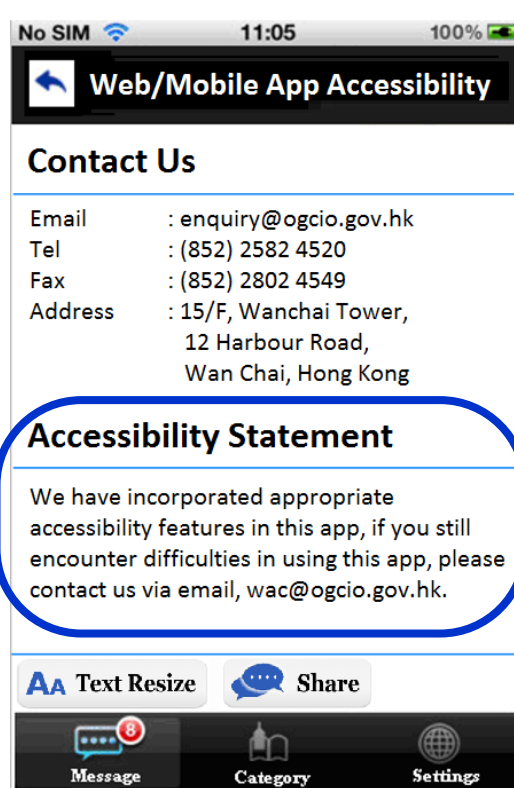 No SIM 11:05 100%
Web/Mobile App Accessibility
Contact Us
Email : enquiry@ogcio.gov.hk
Tel : (852) 2582 4520
Fax : (852) 2802 4549
Address : 15/F, Wanchai Tower,
12 Harbour Road,
Wan Chai, Hong Kong
Accessibility Statement
We have incorporated appropriate
accessibility features in this app, if you still
encounter difficulties in using this app, please
contact us via email, wac@ogcio.gov.hk.
AA Text Resize Share
8
Message Category Settings